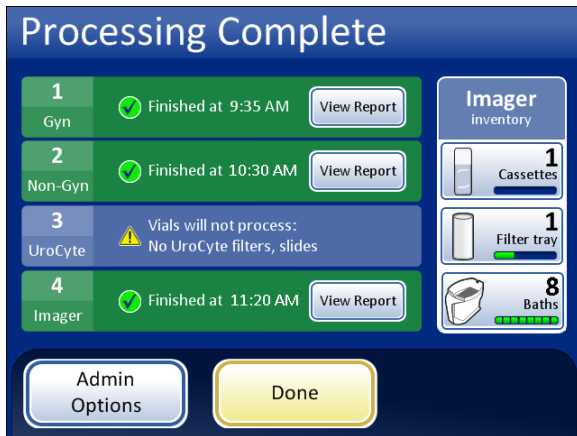 Processing Complete
1
Gyn
Finished at 9:35 AM
View Report
2
Non-Gyn
Finished at 10:30 AM
View Report
3
UroCyte
Vials will not process:
No UroCyte filters, slides
4
Imager
Finished at 11:20 AM
View Report
Imager
inventory
1
Cassettes
1
Filter tray
8
Baths
Admin
Options
Done